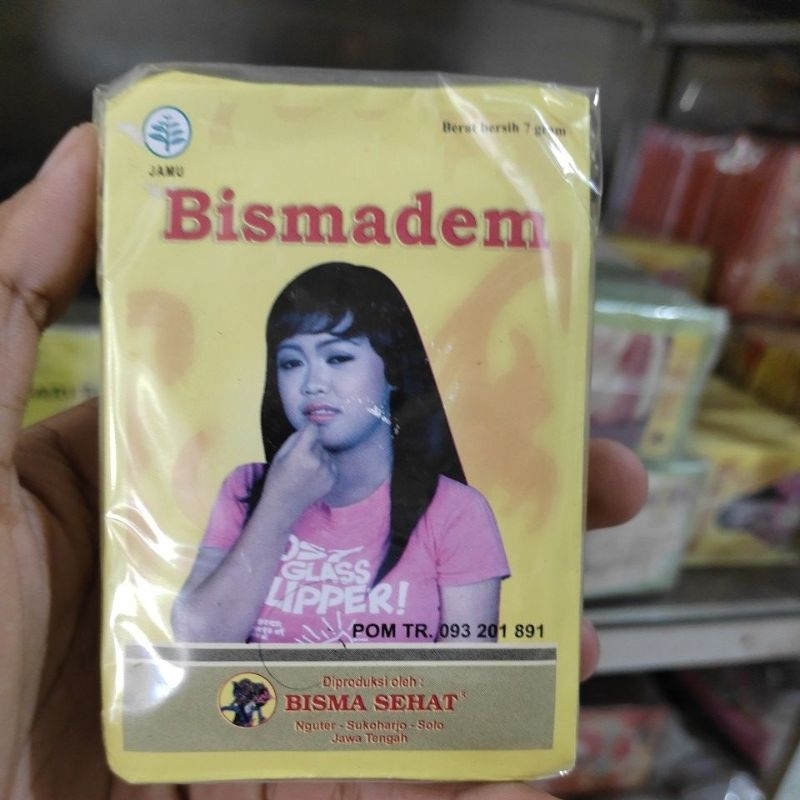 Berat bersih 7 gram
JAMU
Bismadem
GLASS
LIPPER!
POM TR. 093 201 891
Diproduksi oleh :
BISMA SEHAT
Nguter - Sukoharjo - Solo
Jawa Tengah